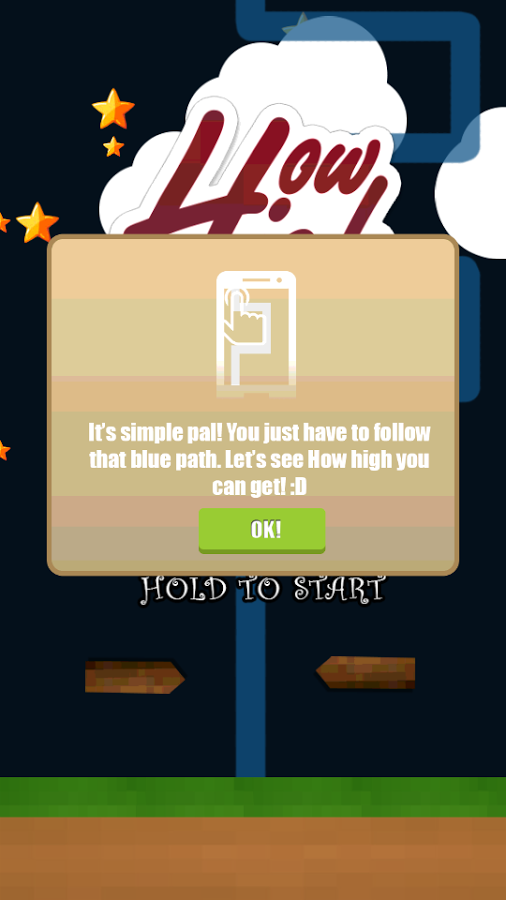 How
It's simple pal! You just have to follow
that blue path. Let's see How high you
can get! :D
OK!
HOLD TO START